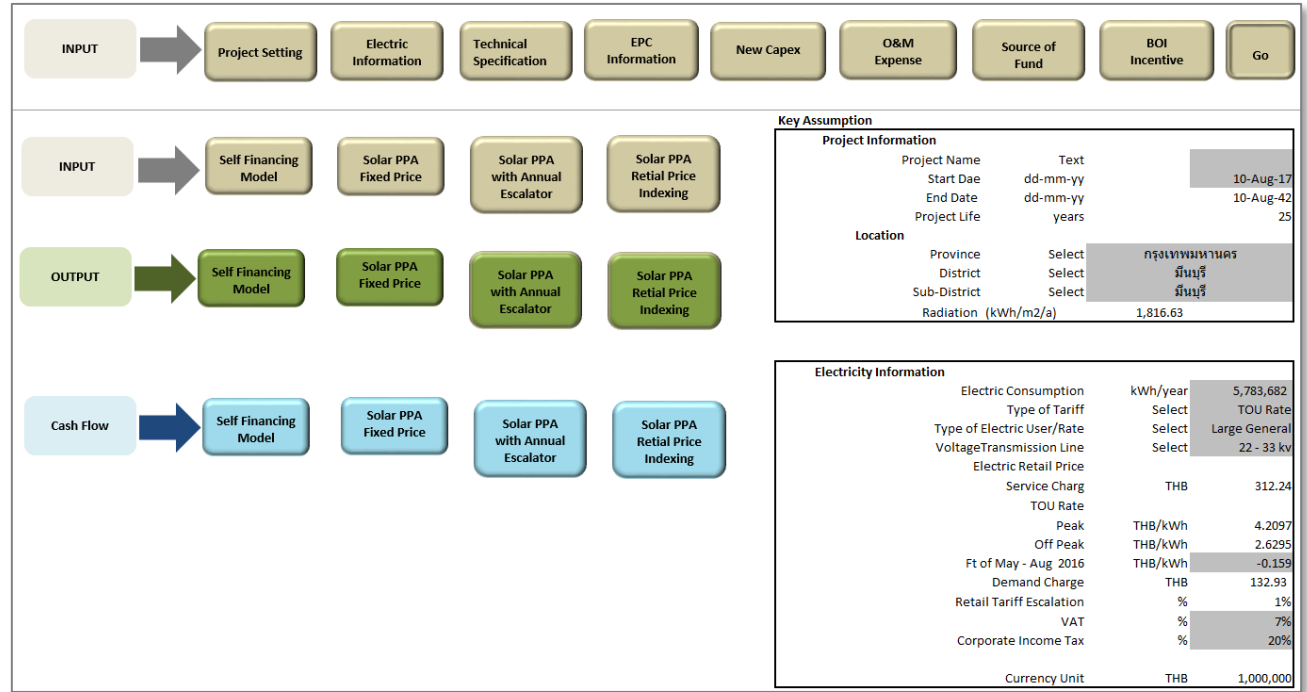 INPUT
Project Setting
Electric
Information
Technical
Specification
EPC
Information
New Capex
O&M
Expense
Source of
Fund
BOI
Incentive
Go
INPUT
Self Financing
Model
Solar PPA
Fixed Price
Solar PPA
with Annual
Escalator
Solar PPA
Retial Price
Indexing
OUTPUT
Self Financing
Model
Solar PPA
Fixed Price
Solar PPA
with Annual
Escalator
Solar PPA
Retial Price
Indexing
Cash Flow
Self Financing
Model
Solar PPA
Fixed Price
Solar PPA
with Annual
Escalator
Solar PPA
Retial Price
Indexing
Key Assumption
Project Information
Project Name Text
Start Dae dd-mm-yy 10-Aug-17
End Date dd-mm-yy 10-Aug-42
Project Life years 25
Location
Province Select กรุงเทพมหานคร
District Select มีนบุรี
Sub-District Select มีนบุรี
Radiation (kWh/m2/a) 1,816.63
Electricity Information
Electric Consumption kWh/year 5,783,682
Type of Tariff Select TOU Rate
Type of Electric User/Rate Select Large General
VoltageTransmission Line Select 22 - 33 kv
Electric Retail Price
Service Charg THB 312.24
TOU Rate
Peak THB/kWh 4.2097
Off Peak THB/kWh 2.6295
Ft of May - Aug 2016 THB/kWh -0.159
Demand Charge THB 132.93
Retail Tariff Escalation % 1%
VAT % 7%
Corporate Income Tax % 20%
Currency Unit THB 1,000,000